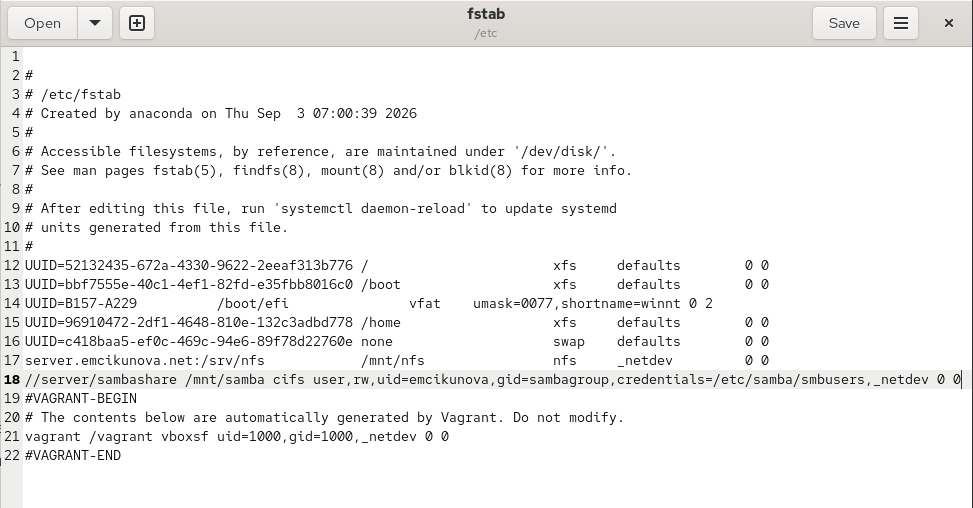 Open
fstab
/etc
Save
1
2 #
3 # /etc/fstab
4 # Created by anaconda on Thu Sep  3 07:00:39 2026
5 #
6 # Accessible filesystems, by reference, are maintained under '/dev/disk/'.
7 # See man pages fstab(5), findfs(8), mount(8) and/or blkid(8) for more info.
8 #
9 # After editing this file, run 'systemctl daemon-reload' to update systemd
10 # units generated from this file.
11 #
12 UUID=52132435-672a-4330-9622-2eeaf313b776 /                       xfs     defaults        0 0
13 UUID=bbf7555e-40c1-4ef1-82fd-e35fbb8016c0 /boot                   xfs     defaults        0 0
14 UUID=B157-A229          /boot/efi               vfat    umask=0077,shortname=winnt 0 2
15 UUID=96910472-2df1-4648-810e-132c3adbd778 /home                   xfs     defaults        0 0
16 UUID=c418baa5-ef0c-469c-94e6-89f78d22760e none                    swap    defaults        0 0
17 server.emcikunova.net:/srv/nfs            /mnt/nfs                nfs     _netdev         0 0
18 //server/sambashare /mnt/samba cifs user,rw,uid=emcikunova,gid=sambagroup,credentials=/etc/samba/smbusers,_netdev 0 0
19 #VAGRANT-BEGIN
20 # The contents below are automatically generated by Vagrant. Do not modify.
21 vagrant /vagrant vboxsf uid=1000,gid=1000,_netdev 0 0
22 #VAGRANT-END